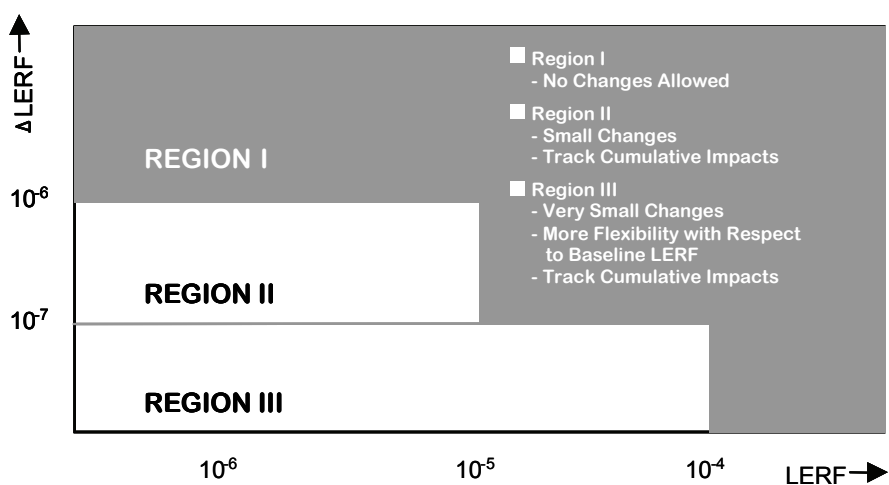 Δ LERF
Region I
- No Changes Allowed
Region II
- Small Changes
- Track Cumulative Impacts
Region III
- Very Small Changes
- More Flexibility with Respect
to Baseline LERF
- Track Cumulative Impacts
REGION I
10⁻⁶
REGION II
10⁻⁷
REGION III
10⁻⁶ 10⁻⁵ 10⁻⁴ LERF